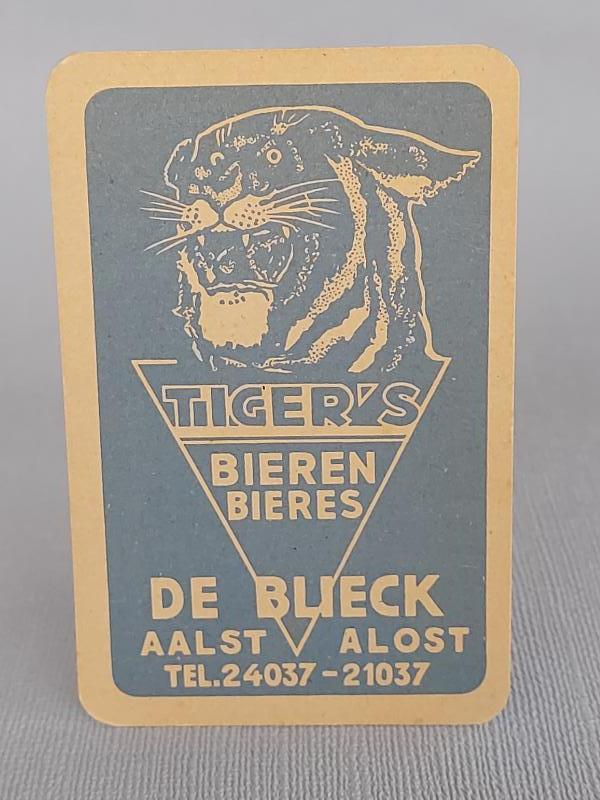 TIGER'S
BIEREN
BIERES
DE BLIECK
AALST ALOST
TEL.24037-21037